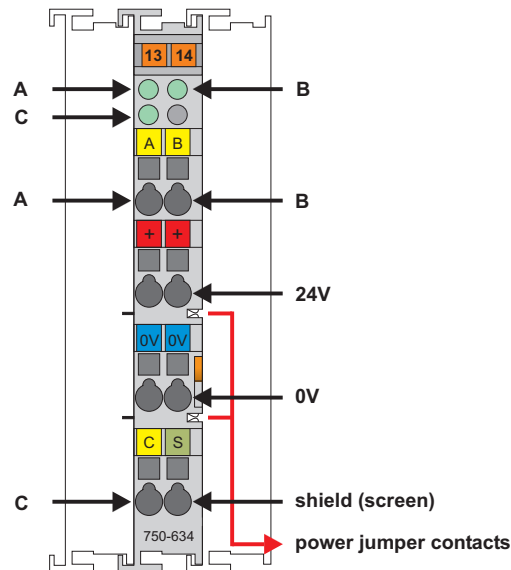 13 14
A B
C
A B
A B
+ +
24V
0V 0V
0V
C S
C shield (screen)
750-634 power jumper contacts